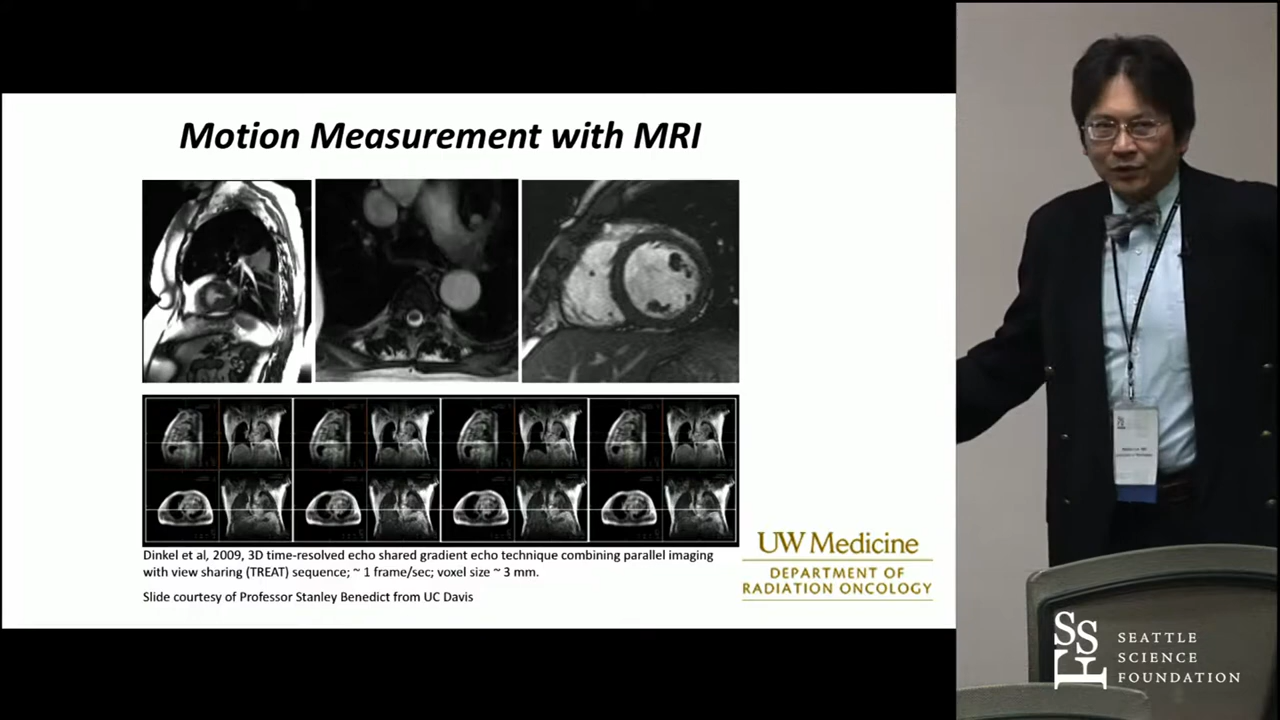 Motion Measurement with MRI
Dinkel et al, 2009, 3D time-resolved echo shared gradient echo technique combining parallel imaging
with view sharing (TREAT) sequence; ~ 1 frame/sec; voxel size ~ 3 mm.
Slide courtesy of Professor Stanley Benedict from UC Davis
UW Medicine
DEPARTMENT OF
RADIATION ONCOLOGY
SSF
SEATTLE
SCIENCE
FOUNDATION